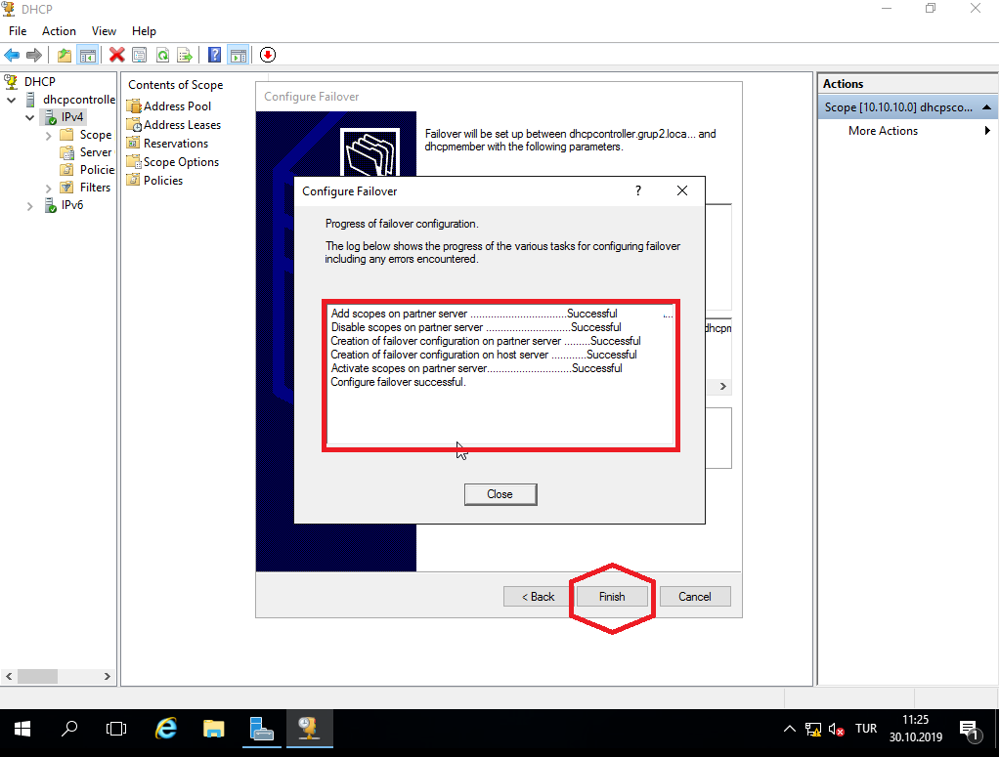 DHCP
File Action View Help
DHCP
dhcpcontrolle
IPv4
Scope
Server
Policie
Filters
IPv6
Contents of Scope
Address Pool
Address Leases
Reservations
Scope Options
Policies
Configure Failover
Failover will be set up between dhcpcontroller.grup2.loca... and
dhcpmember with the following parameters.
Configure Failover
?
Progress of failover configuration.
The log below shows the progress of the various tasks for configuring failover
including any errors encountered.
Add scopes on partner server .................................Successful ....
Disable scopes on partner server .............................Successful
Creation of failover configuration on partner server .........Successful
Creation of failover configuration on host server ............Successful
Activate scopes on partner server.............................Successful
Configure failover successful.
dhcpm
Close
< Back Finish Cancel
Actions
Scope [10.10.10.0] dhcpsco...
More Actions
TUR
11:25
30.10.2019
1